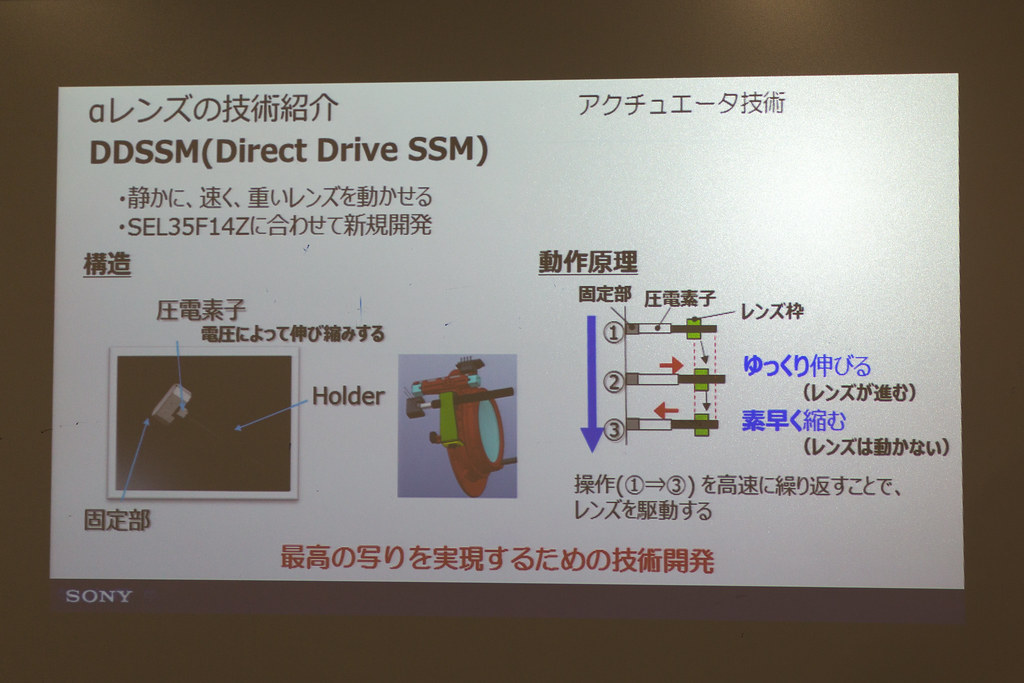 αレンズの技術紹介
アクチュエータ技術
DDSSM(Direct Drive SSM)
・静かに、速く、重いレンズを動かせる
・SEL35F14Zに合わせて新規開発
構造
圧電素子
電圧によって伸び縮みする
Holder
固定部
動作原理
固定部
圧電素子
レンズ枠
①
②
③
ゆっくり伸びる
(レンズが進む)
素早く縮む
(レンズは動かない)
操作(①⇒③) を高速に繰り返すことで、
レンズを駆動する
最高の写りを実現するための技術開発
SONY